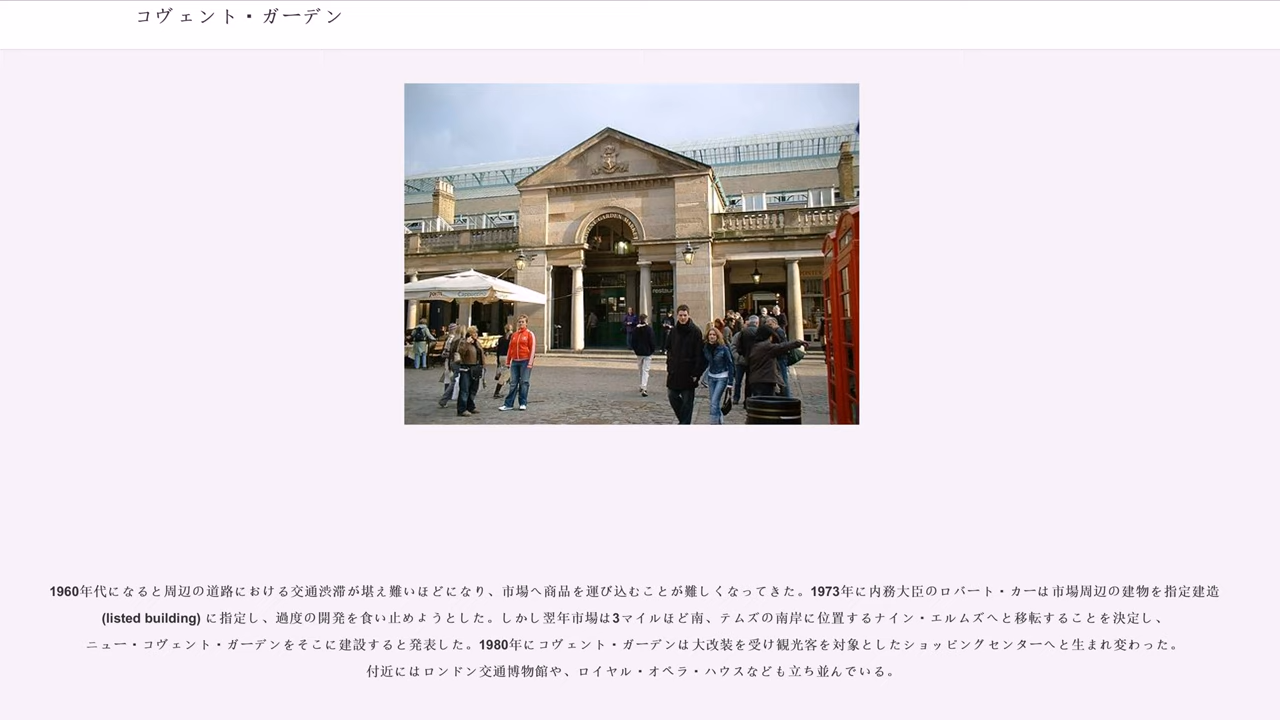 コヴェント・ガーデン
COVENT GARDEN MARKET
1960年代になると周辺の道路における交通渋滞が堪え難いほどになり、市場へ商品を運び込むことが難しくなってきた。1973年に内務大臣のロバート・カーは市場周辺の建物を指定建造
(listed building) に指定し、過度の開発を食い止めようとした。しかし翌年市場は3マイルほど南、テムズの南岸に位置するナイン・エルムズへと移転することを決定し、
ニュー・コヴェント・ガーデンをそこに建設すると発表した。1980年にコヴェント・ガーデンは大改装を受け観光客を対象としたショッピングセンターへと生まれ変わった。
付近にはロンドン交通博物館や、ロイヤル・オペラ・ハウスなども立ち並んでいる。